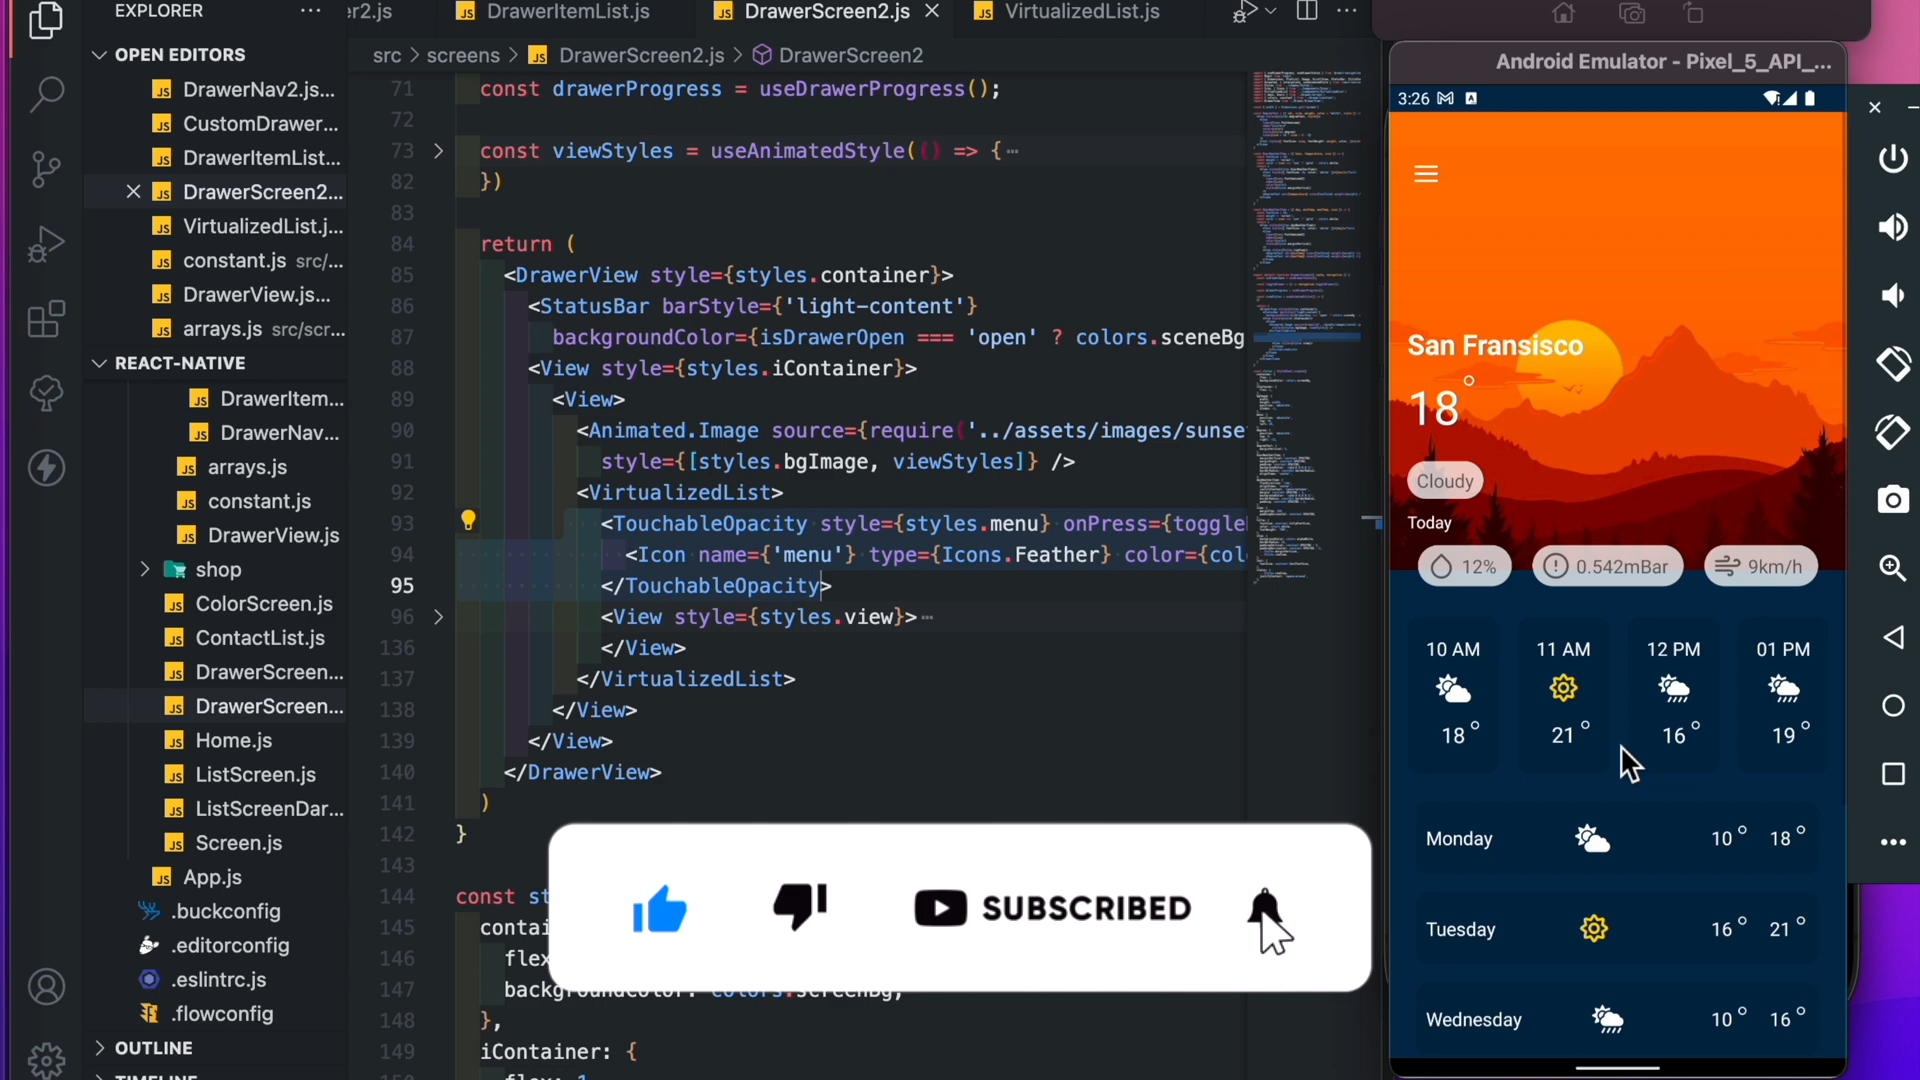 EXPLORER
···
er2.js
DrawerItemList.js
DrawerScreen2.js
VirtualizedList.js
OPEN EDITORS
DrawerNav2.js...
CustomDrawer...
DrawerItemList...
DrawerScreen2...
VirtualizedList.j...
constant.js src/...
DrawerView.js...
arrays.js src/scr...
REACT-NATIVE
DrawerItem...
DrawerNav...
arrays.js
constant.js
DrawerView.js
shop
ColorScreen.js
ContactList.js
DrawerScreen...
DrawerScreen...
Home.js
ListScreen.js
ListScreenDar...
Screen.js
App.js
.buckconfig
.editorconfig
.eslintrc.js
.flowconfig
OUTLINE
TIMELINE
src > screens > DrawerScreen2.js > DrawerScreen2
71 const drawerProgress = useDrawerProgress();
72
73 const viewStyles = useAnimatedStyle(() => {···
82 })
83
84 return (
85 <DrawerView style={styles.container}>
86 <StatusBar barStyle={'light-content'}
87 backgroundColor={isDrawerOpen === 'open' ? colors.sceneBg
88 <View style={styles.iContainer}>
89 <View>
90 <Animated.Image source={require('../assets/images/sunse
91 style={[styles.bgImage, viewStyles]} />
92 <VirtualizedList>
93 <TouchableOpacity style={styles.menu} onPress={toggle
94 <Icon name={'menu'} type={Icons.Feather} color={col
95 </TouchableOpacity>
96 <View style={styles.view}>···
136 </View>
137 </VirtualizedList>
138 </View>
139 </View>
140 </DrawerView>
141 )
142 }
143
144 const st
145 contai
146 flex
147 backgroundColor: colors.screenBg,
148 },
149 iContainer: {
flex: 1
SUBSCRIBED
Android Emulator - Pixel_5_API_...
3:26
San Fransisco
18°
Cloudy
Today
12% 0.542mBar 9km/h
10 AM 11 AM 12 PM 01 PM
18° 21° 16° 19°
Monday 10° 18°
Tuesday 16° 21°
Wednesday 10° 16°